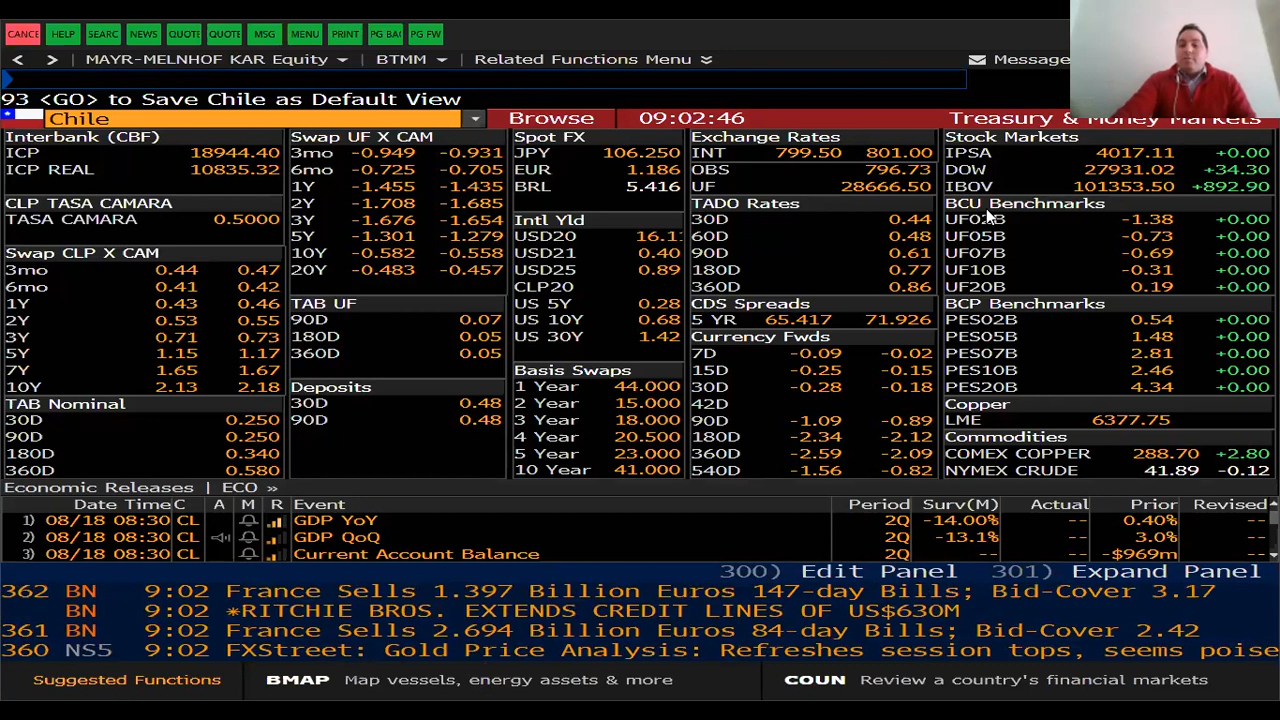 CANCE HELP SEARC NEWS QUOTE QUOTE MSG MENU PRINT PG BAC PG FW
< > MAYR-MELNHOF KAR Equity BTMM Related Functions Menu Message
93 <GO> to Save Chile as Default View
Chile Browse 09:02:46 Treasury & Money Markets
Interbank (CBF)
ICP 18944.40
ICP REAL 10835.32
CLP TASA CAMARA
TASA CAMARA 0.5000
Swap CLP X CAM
3mo 0.44 0.47
6mo 0.41 0.42
1Y 0.43 0.46
2Y 0.53 0.55
3Y 0.71 0.73
5Y 1.15 1.17
7Y 1.65 1.67
10Y 2.13 2.18
TAB Nominal
30D 0.250
90D 0.250
180D 0.340
360D 0.580
Swap UF X CAM
3mo -0.949 -0.931
6mo -0.725 -0.705
1Y -1.455 -1.435
2Y -1.708 -1.685
3Y -1.676 -1.654
5Y -1.301 -1.279
10Y -0.582 -0.558
20Y -0.483 -0.457
TAB UF
90D 0.07
180D 0.05
360D 0.05
Deposits
30D 0.48
90D 0.48
Spot FX
JPY 106.250
EUR 1.186
BRL 5.416
Intl Yld
USD20 16.1
USD21 0.40
USD25 0.89
CLP20
US 5Y 0.28
US 10Y 0.68
US 30Y 1.42
Basis Swaps
1 Year 44.000
2 Year 15.000
3 Year 18.000
4 Year 20.500
5 Year 23.000
10 Year 41.000
Exchange Rates
INT 799.50 801.00
OBS 796.73
UF 28666.50
TADO Rates
30D 0.44
60D 0.48
90D 0.61
180D 0.77
360D 0.86
CDS Spreads
5 YR 65.417 71.926
Currency Fwds
7D -0.09 -0.02
15D -0.25 -0.15
30D -0.28 -0.18
42D
90D -1.09 -0.89
180D -2.34 -2.12
360D -2.59 -2.09
540D -1.56 -0.82
Stock Markets
IPSA 4017.11 +0.00
DOW 27931.02 +34.30
IBOV 101353.50 +892.90
BCU Benchmarks
UF02B -1.38 +0.00
UF05B -0.73 +0.00
UF07B -0.69 +0.00
UF10B -0.31 +0.00
UF20B 0.19 +0.00
BCP Benchmarks
PES02B 0.54 +0.00
PES05B 1.48 +0.00
PES07B 2.81 +0.00
PES10B 2.46 +0.00
PES20B 4.34 +0.00
Copper
LME 6377.75
Commodities
COMEX COPPER 288.70 +2.80
NYMEX CRUDE 41.89 -0.12
Economic Releases | ECO »
Date Time C A M R Event Period Surv(M) Actual Prior Revised
1) 08/18 08:30 CL GDP YoY 2Q -14.00% -- 0.40% --
2) 08/18 08:30 CL GDP QoQ 2Q -13.1% -- 3.0% --
3) 08/18 08:30 CL Current Account Balance 2Q -- -- -$969m --
300) Edit Panel 301) Expand Panel
362 BN 9:02 France Sells 1.397 Billion Euros 147-day Bills; Bid-Cover 3.17
BN 9:02 *RITCHIE BROS. EXTENDS CREDIT LINES OF US$630M
361 BN 9:02 France Sells 2.694 Billion Euros 84-day Bills; Bid-Cover 2.42
360 NS5 9:02 FXStreet: Gold Price Analysis: Refreshes session tops, seems poise
Suggested Functions BMAP Map vessels, energy assets & more COUN Review a country's financial markets